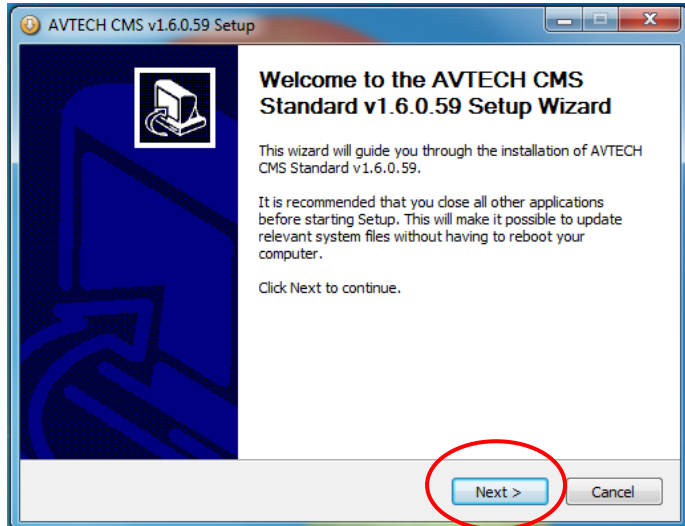 AVTECH CMS v1.6.0.59 Setup
Welcome to the AVTECH CMS
Standard v1.6.0.59 Setup Wizard
This wizard will guide you through the installation of AVTECH
CMS Standard v1.6.0.59.
It is recommended that you close all other applications
before starting Setup. This will make it possible to update
relevant system files without having to reboot your
computer.
Click Next to continue.
Next >
Cancel